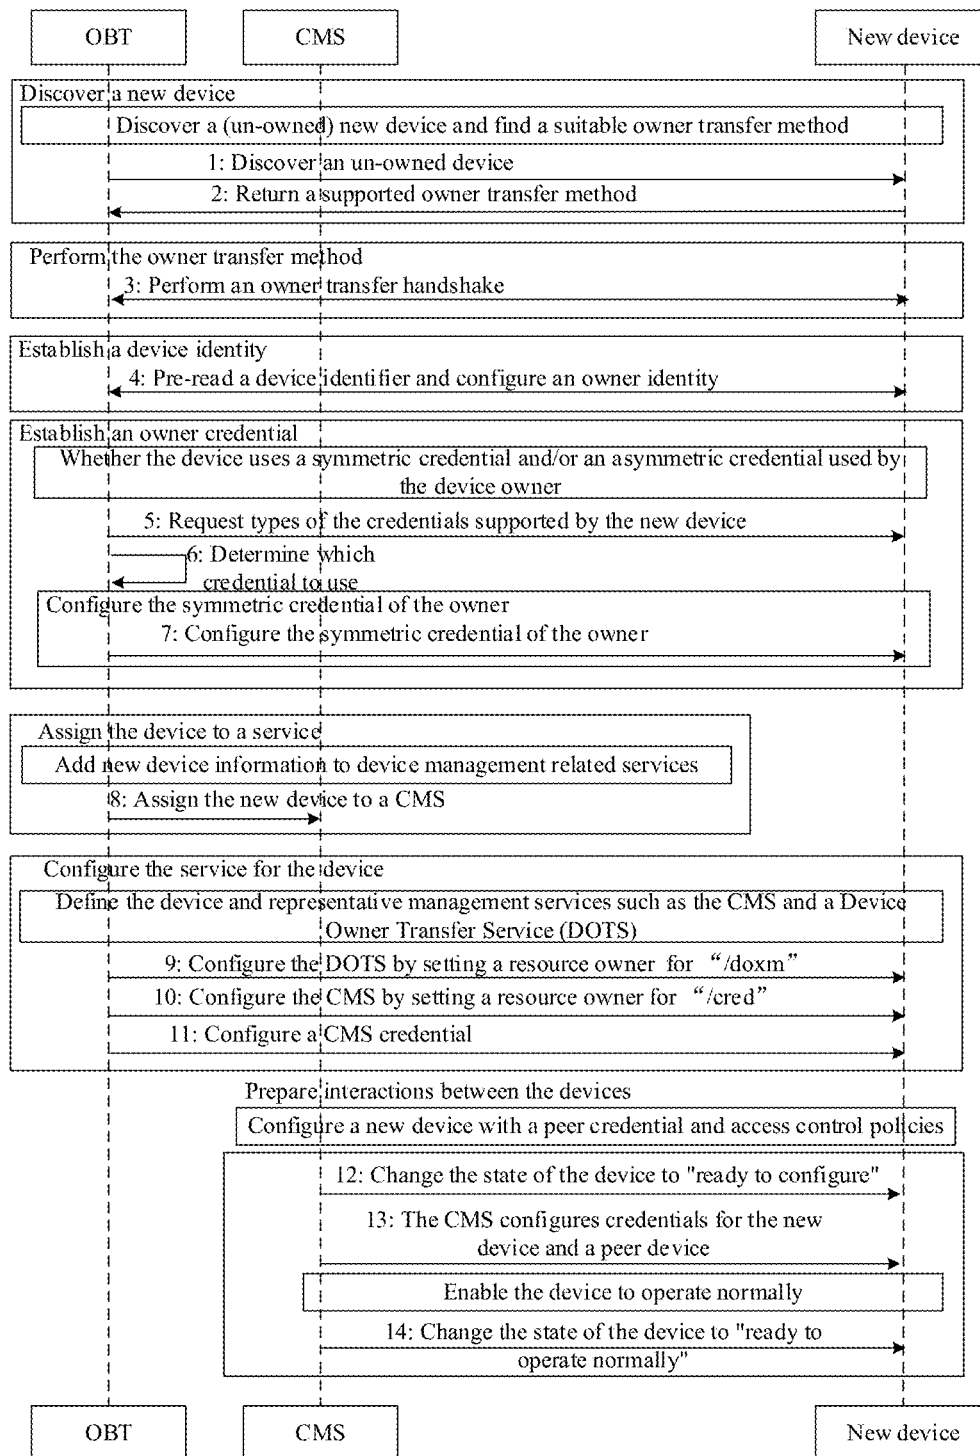 OBT
CMS
New device
Discover a new device
Discover a (un-owned) new device and find a suitable owner transfer method
1: Discover an un-owned device
2: Return a supported owner transfer method
Perform the owner transfer method
3: Perform an owner transfer handshake
Establish a device identity
4: Pre-read a device identifier and configure an owner identity
Establish an owner credential
Whether the device uses a symmetric credential and/or an asymmetric credential used by
the device owner
5: Request types of the credentials supported by the new device
6: Determine which
credential to use
Configure the symmetric credential of the owner
7: Configure the symmetric credential of the owner
Assign the device to a service
Add new device information to device management related services
8: Assign the new device to a CMS
Configure the service for the device
Define the device and representative management services such as the CMS and a Device
Owner Transfer Service (DOTS)
9: Configure the DOTS by setting a resource owner for “/doxm”
10: Configure the CMS by setting a resource owner for “/cred”
11: Configure a CMS credential
Prepare interactions between the devices
Configure a new device with a peer credential and access control policies
12: Change the state of the device to "ready to configure"
13: The CMS configures credentials for the new
device and a peer device
Enable the device to operate normally
14: Change the state of the device to "ready to
operate normally"
OBT
CMS
New device